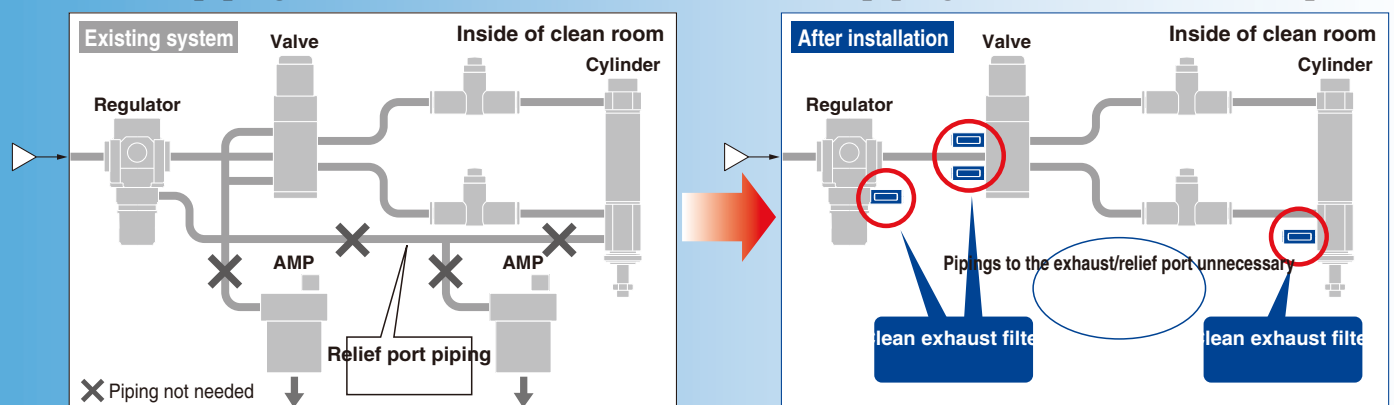 Existing system
Valve
Inside of clean room
Cylinder
Regulator
AMP
AMP
Relief port piping
Piping not needed
After installation
Valve
Inside of clean room
Cylinder
Regulator
Pipings to the exhaust/relief port unnecessary
lean exhaust filte
lean exhaust filte